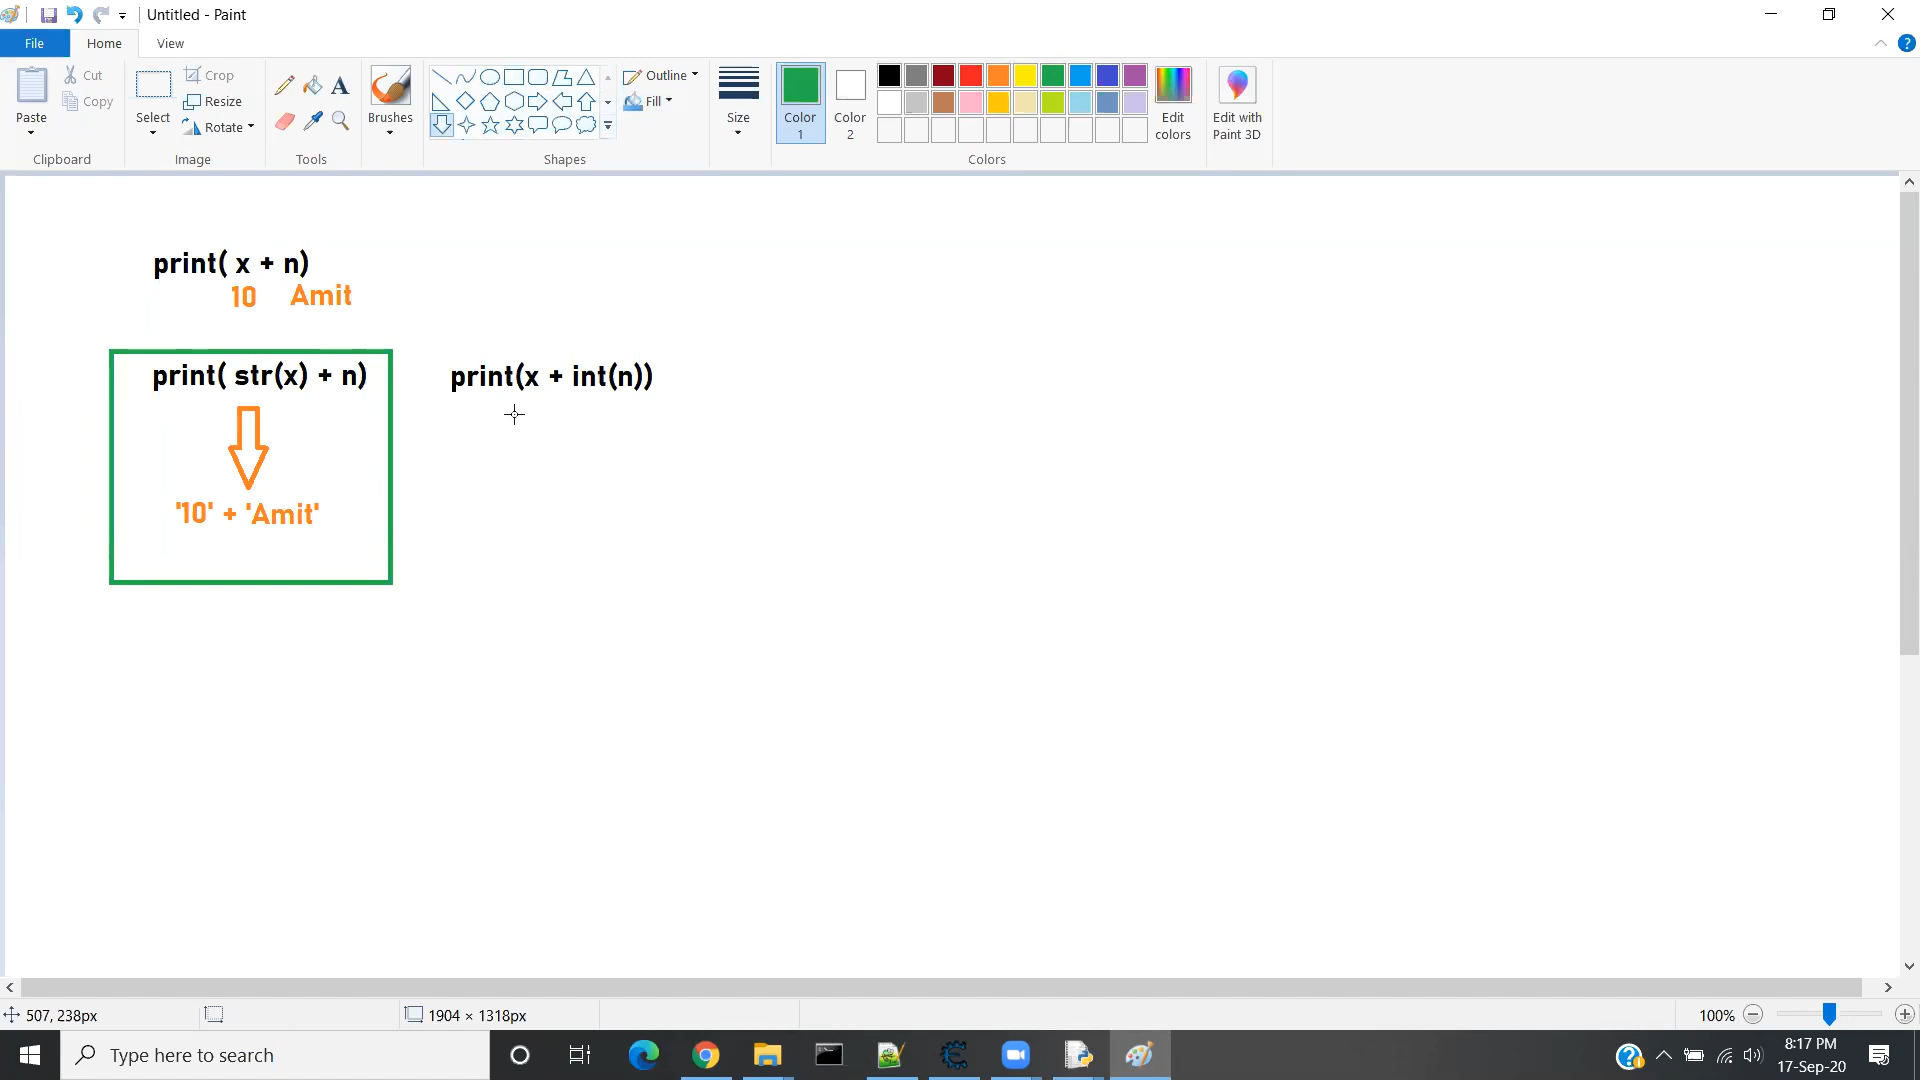 Untitled - Paint
File Home View
Paste
Cut
Copy
Clipboard
Select
Crop
Resize
Rotate
Image
Tools
Brushes
Shapes
Outline
Fill
Size
Color 1
Color 2
Edit colors
Colors
Edit with Paint 3D
print( x + n)
10 Amit
print( str(x) + n)
'10' + 'Amit'
print(x + int(n))
507, 238px
1904 × 1318px
100%
Type here to search
8:17 PM
17-Sep-20